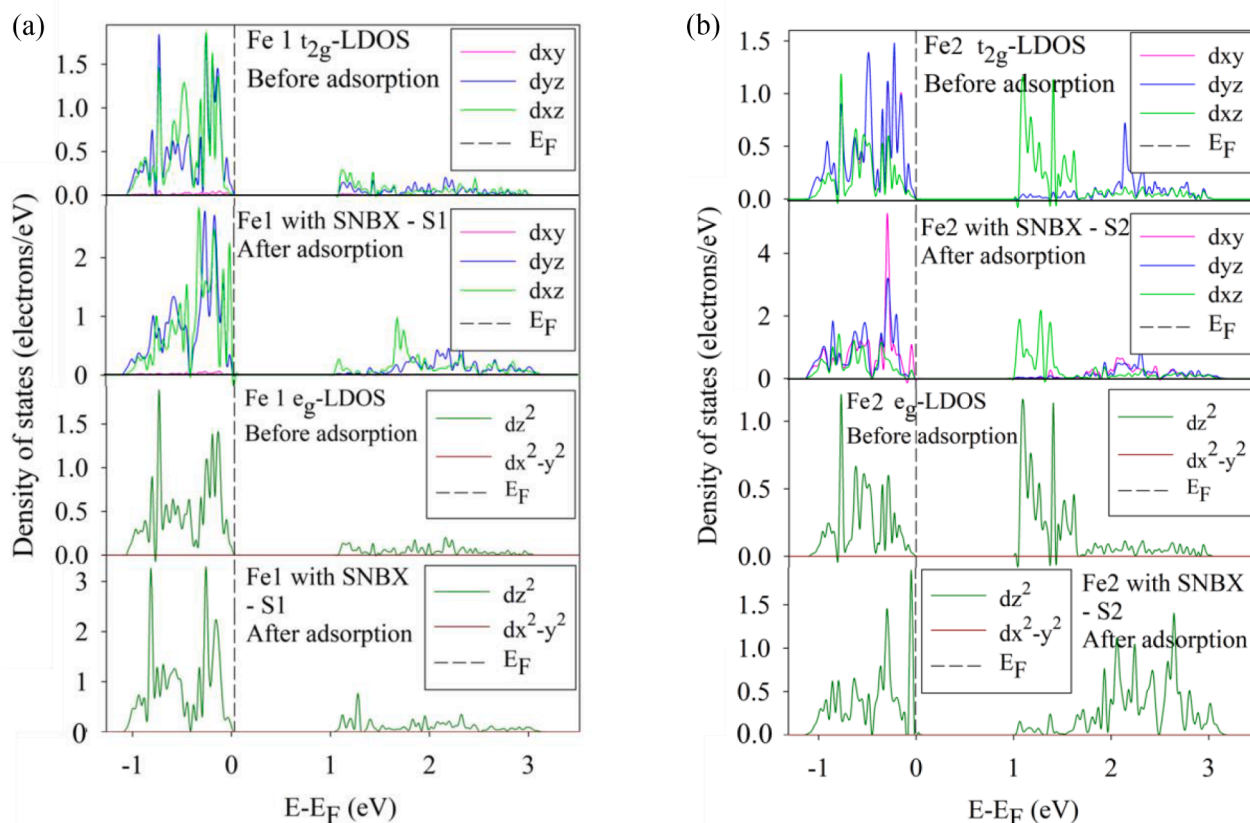 (a)
Density of states (electrons/eV)
Fe 1 t2g-LDOS
Before adsorption
dxy
dyz
dxz
EF
1.5
1.0
0.5
0.0
Fe1 with SNBX - S1
After adsorption
dxy
dyz
dxz
EF
2
1
0
Fe 1 eg-LDOS
Before adsorption
dz2
dx2-y2
EF
1.5
1.0
0.5
0.0
Fe1 with SNBX
- S1
After adsorption
dz2
dx2-y2
EF
3
2
1
0
-1 0 1 2 3
E-EF (eV)
(b)
Density of states (electrons/eV)
Fe2 t2g-LDOS
Before adsorption
dxy
dyz
dxz
EF
1.5
1.0
0.5
0.0
Fe2 with SNBX - S2
After adsorption
dxy
dyz
dxz
EF
4
2
0
Fe2 eg-LDOS
Before adsorption
dz2
dx2-y2
EF
1.0
0.5
0.0
Fe2 with SNBX
- S2
After adsorption
dz2
dx2-y2
EF
1.5
1.0
0.5
0.0
-1 0 1 2 3
E-EF (eV)